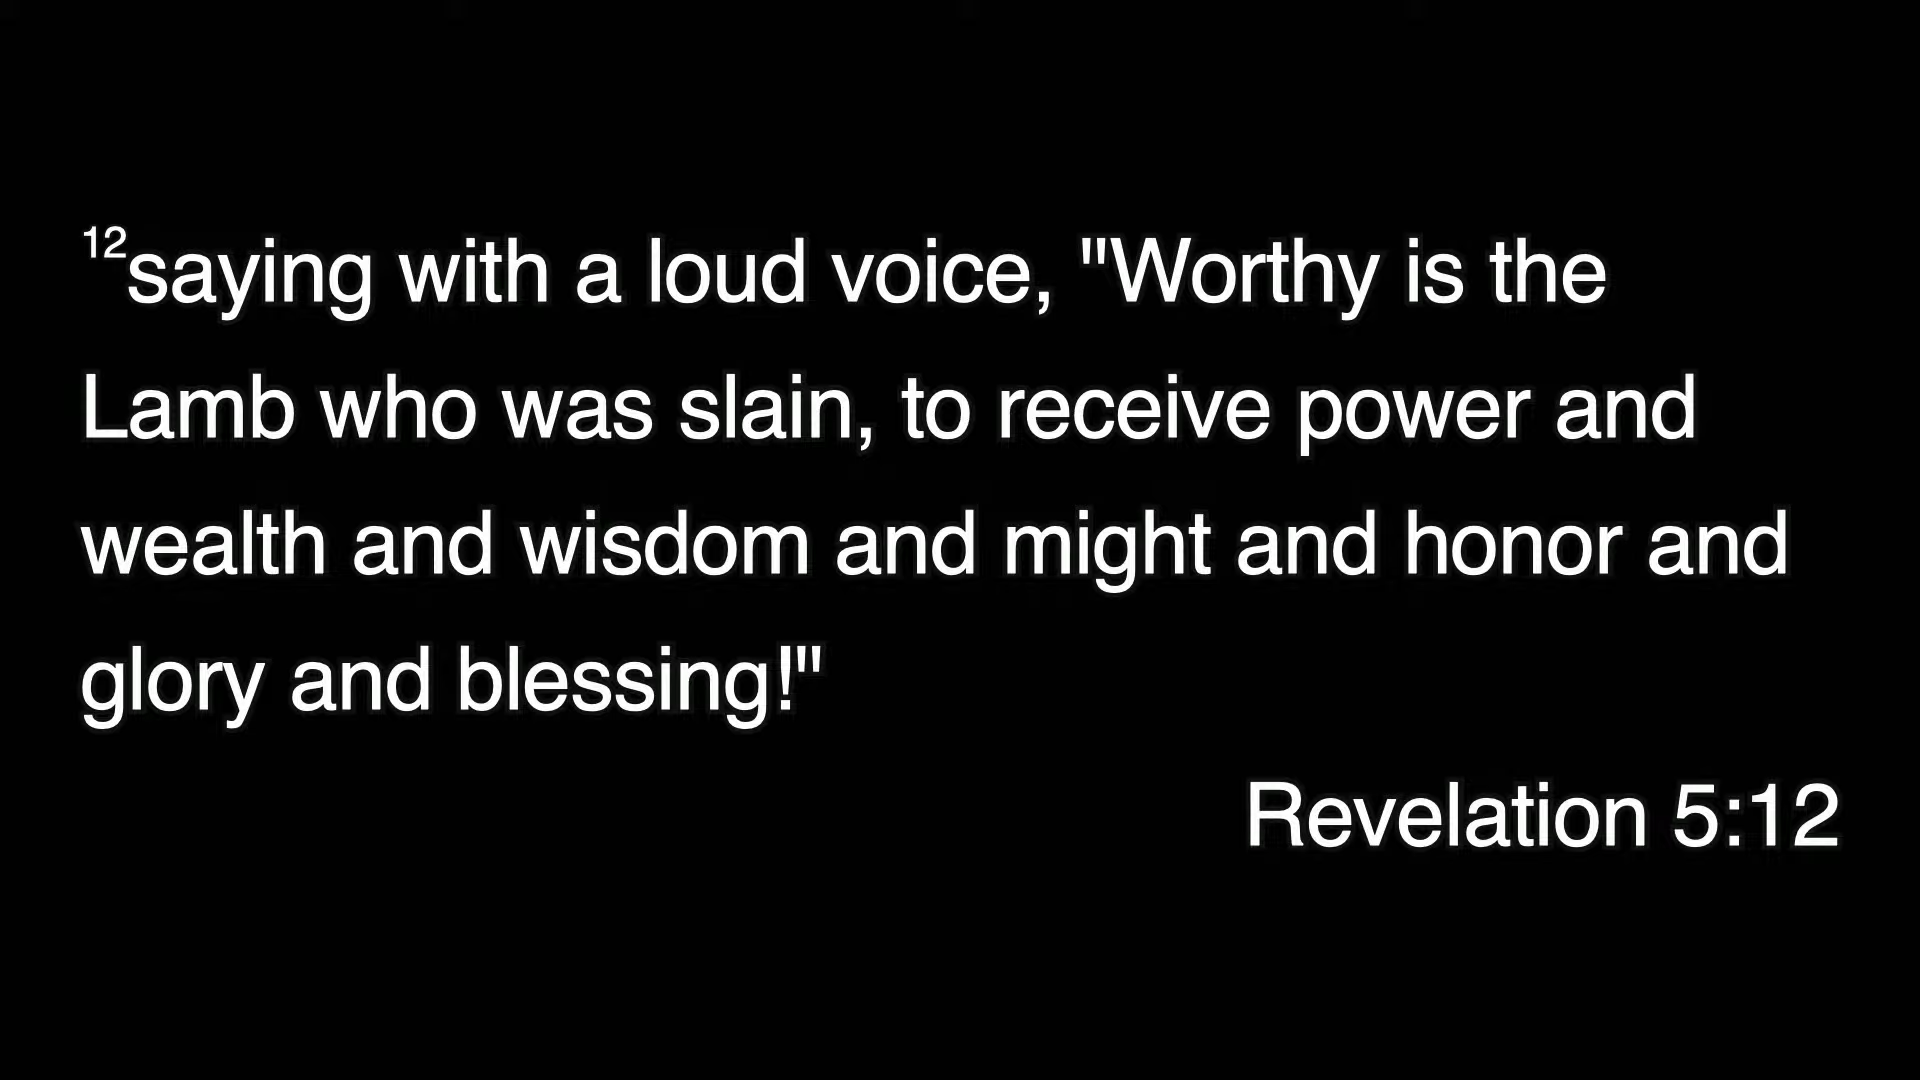 12saying with a loud voice, "Worthy is the
Lamb who was slain, to receive power and
wealth and wisdom and might and honor and
glory and blessing!"
Revelation 5:12